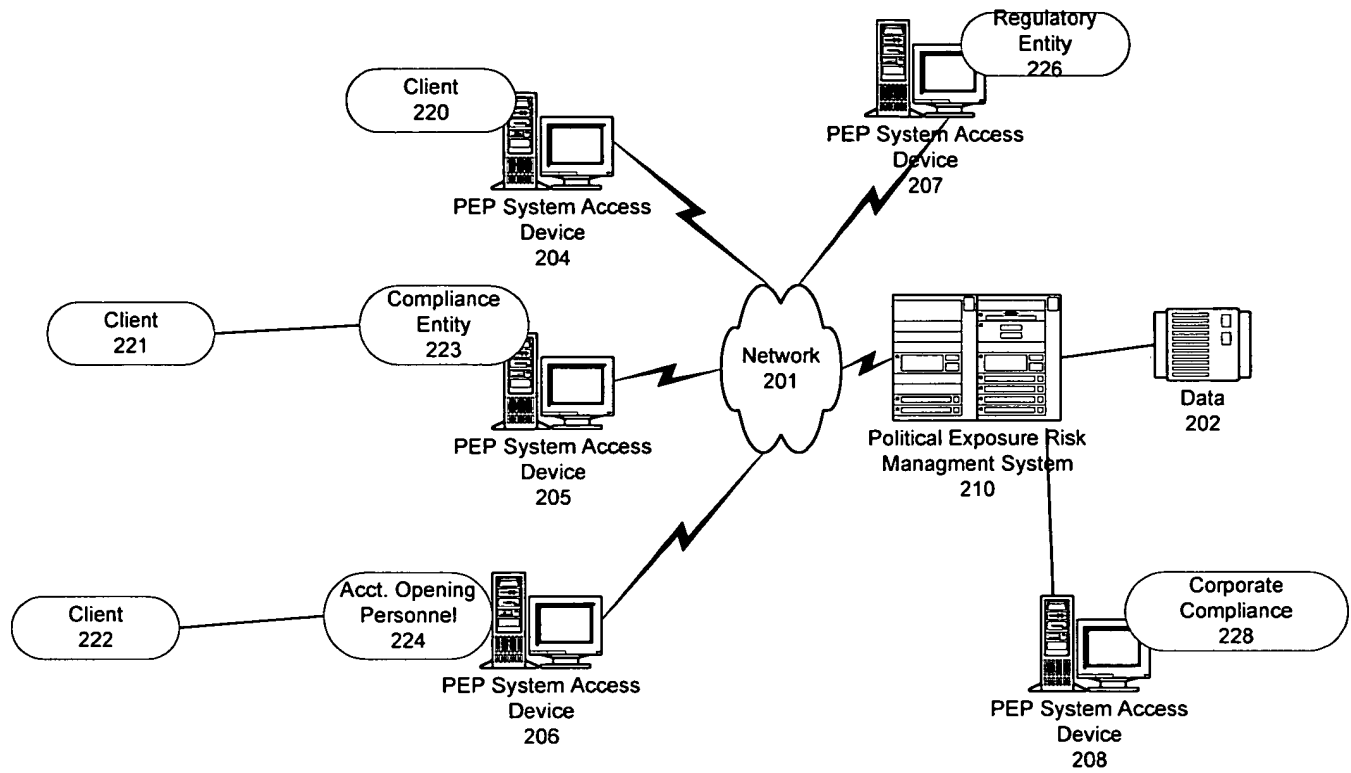 Regulatory
Entity
226
Client
220
PEP System Access
Device
207
PEP System Access
Device
204
Compliance
Entity
223
Client
221
Network
201
Data
202
PEP System Access
Device
205
Political Exposure Risk
Managment System
210
Acct. Opening
Personnel
224
Client
222
Corporate
Compliance
228
PEP System Access
Device
206
PEP System Access
Device
208